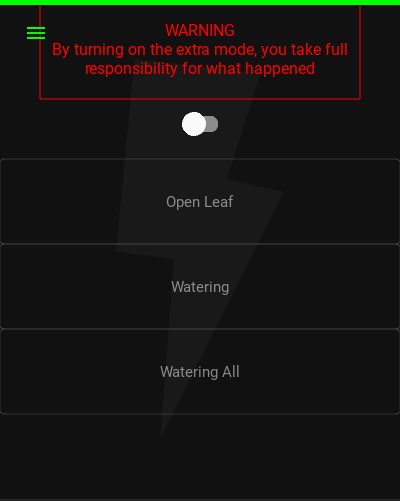 WARNING
By turning on the extra mode, you take full
responsibility for what happened
Open Leaf
Watering
Watering All